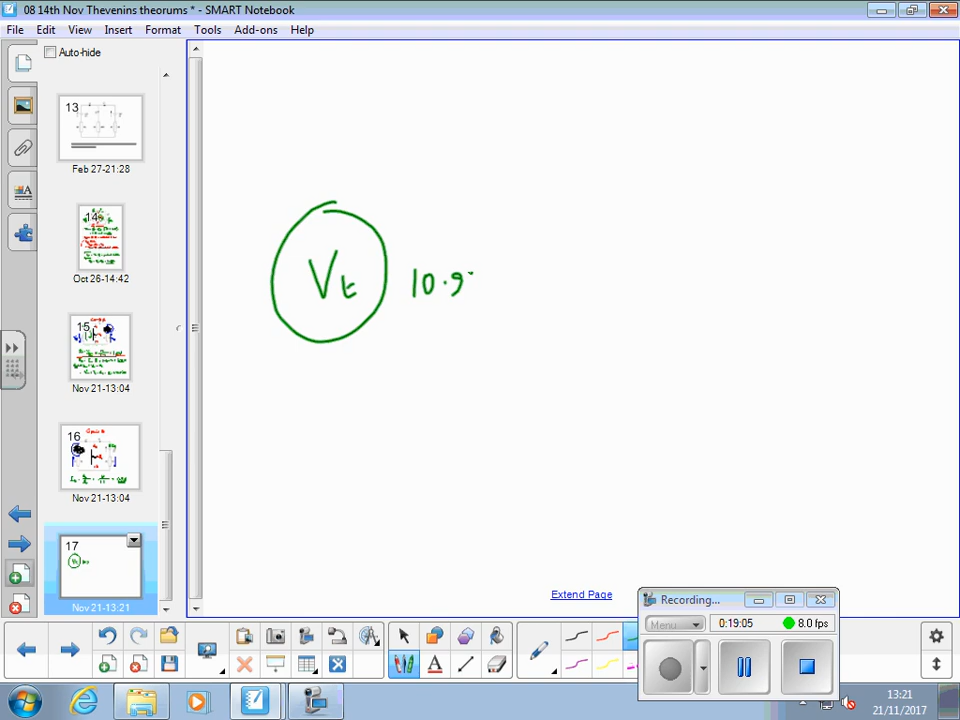 08 14th Nov Thevenins theorums * - SMART Notebook
File Edit View Insert Format Tools Add-ons Help
Auto-hide
13
Feb 27-21:28
14
Oct 26-14:42
15
Nov 21-13:04
16
Nov 21-13:04
17
Nov 21-13:21
Vt 10.9
Extend Page
Recording...
Menu 0:19:05 8.0 fps
13:21
21/11/2017